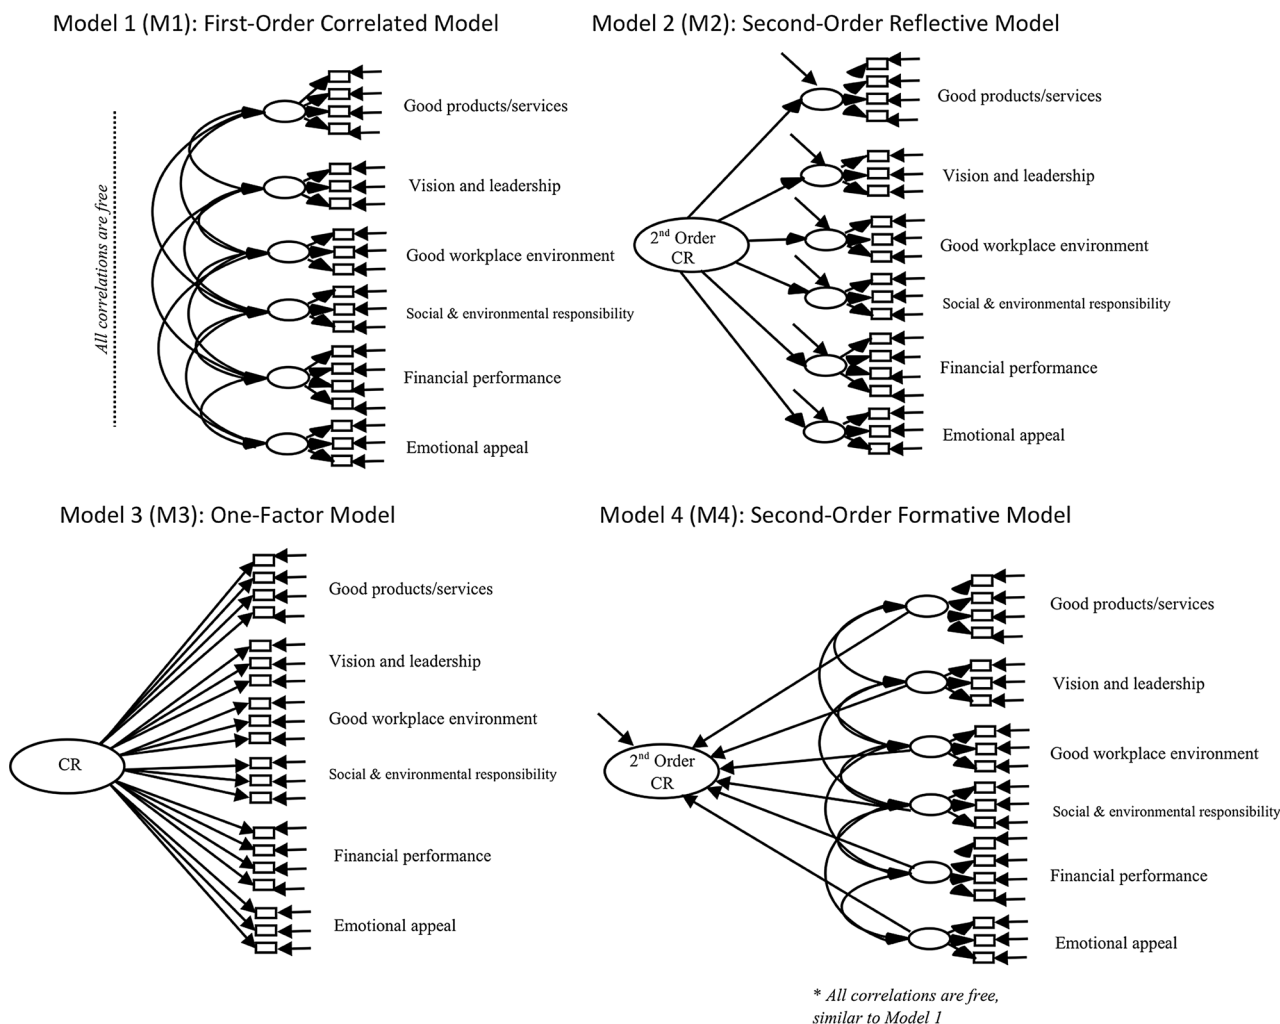 Model 1 (M1): First-Order Correlated Model
All correlations are free
Good products/services
Vision and leadership
Good workplace environment
Social & environmental responsibility
Financial performance
Emotional appeal
Model 2 (M2): Second-Order Reflective Model
2nd Order
CR
Good products/services
Vision and leadership
Good workplace environment
Social & environmental responsibility
Financial performance
Emotional appeal
Model 3 (M3): One-Factor Model
CR
Good products/services
Vision and leadership
Good workplace environment
Social & environmental responsibility
Financial performance
Emotional appeal
Model 4 (M4): Second-Order Formative Model
2nd Order
CR
Good products/services
Vision and leadership
Good workplace environment
Social & environmental responsibility
Financial performance
Emotional appeal
* All correlations are free,
similar to Model 1